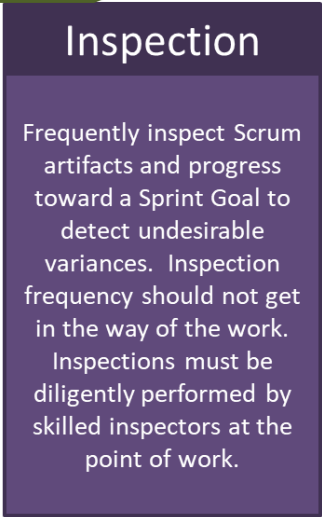 Inspection
Frequently inspect Scrum
artifacts and progress
toward a Sprint Goal to
detect undesirable
variances.  Inspection
frequency should not get
in the way of the work.
Inspections must be
diligently performed by
skilled inspectors at the
point of work.